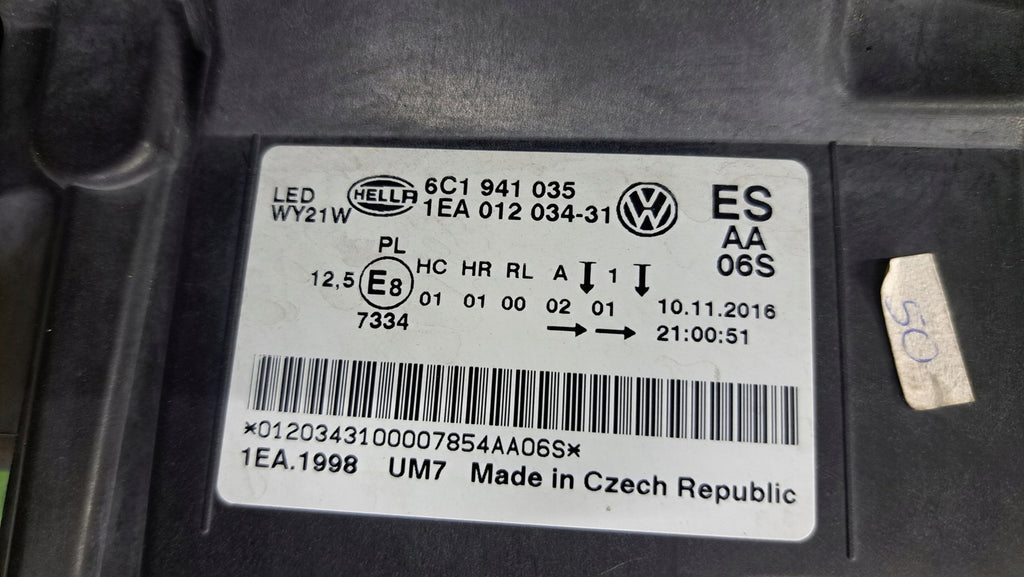 LED
WY21W
HELLA
6C1 941 035
1EA 012 034-31
VW
ES
AA
06S
PL
12,5 E8
7334
HC HR RL A 1
01 01 00 02 01
→ →
10.11.2016
21:00:51
*0120343100007854AA06S*
1EA.1998 UM7 Made in Czech Republic
50